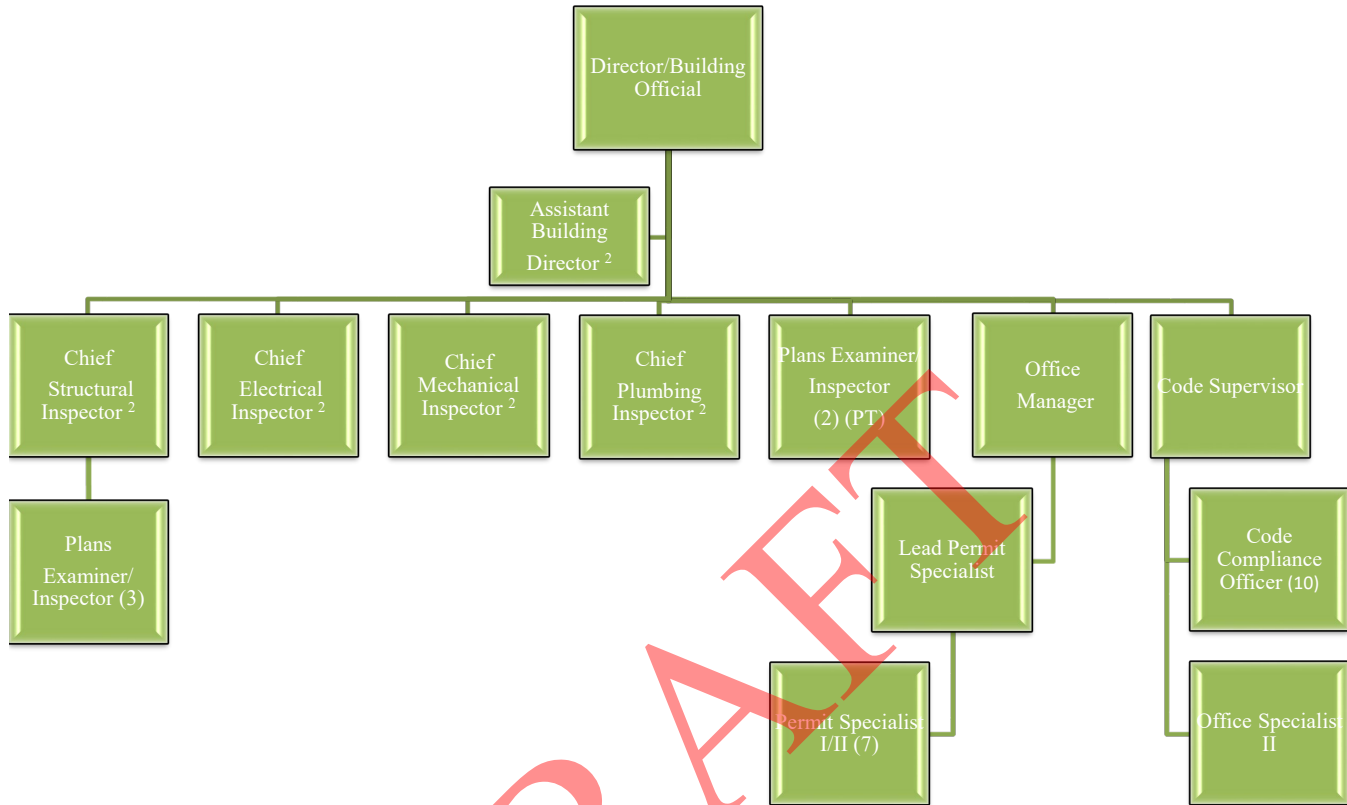 Director/Building
Official
Assistant
Building
Director ²
Chief
Structural
Inspector ²
Chief
Electrical
Inspector ²
Chief
Mechanical
Inspector ²
Chief
Plumbing
Inspector ²
Plans Examiner/
Inspector
(2) (PT)
Office
Manager
Code Supervisor
Plans
Examiner/
Inspector (3)
Lead Permit
Specialist
Code
Compliance
Officer (10)
Permit Specialist
I/II (7)
Office Specialist
II
DRAFT